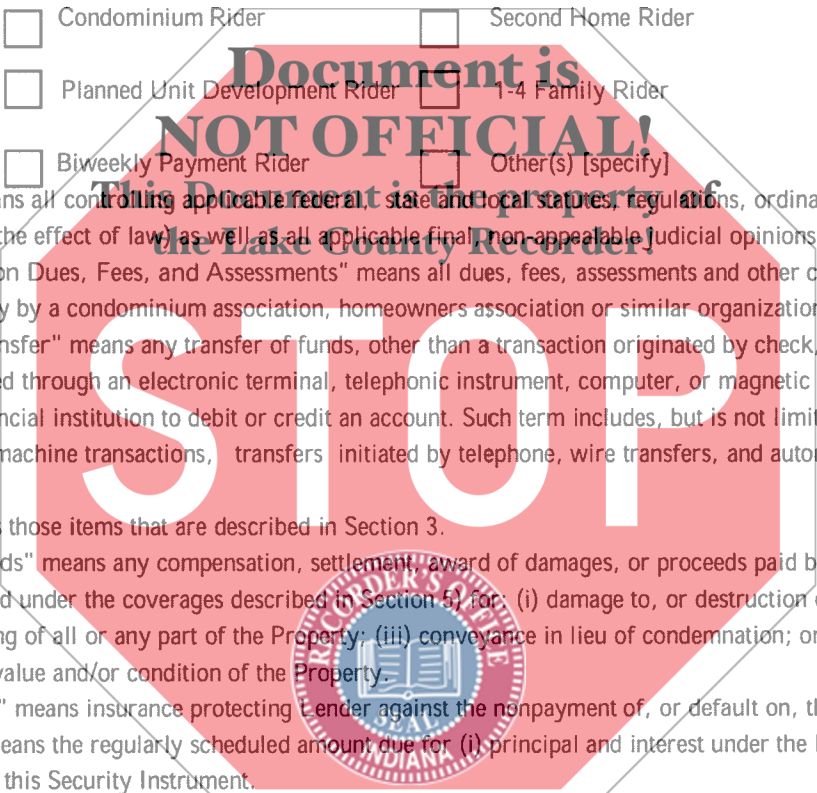 Condominium Rider Second Home Rider
Document is
Planned Unit Development Rider 1-4 Family Rider
NOT OFFICIAL!
Biweekly Payment Rider Other(s) [specify]
This Document is the property of
ns all controlling applicable federal, state and local statutes, regulations, ordina
the Lake County Recorder!
the effect of law) as well as all applicable final, non-appealable judicial opinions
on Dues, Fees, and Assessments" means all dues, fees, assessments and other c
y by a condominium association, homeowners association or similar organization
nsfer" means any transfer of funds, other than a transaction originated by check,
ed through an electronic terminal, telephonic instrument, computer, or magnetic
ncial institution to debit or credit an account. Such term includes, but is not limit
machine transactions, transfers initiated by telephone, wire transfers, and autom
STOP
s those items that are described in Section 3.
ds" means any compensation, settlement, award of damages, or proceeds paid b
d under the coverages described in Section 5) for: (i) damage to, or destruction o
ng of all or any part of the Property; (iii) conveyance in lieu of condemnation; or
value and/or condition of the Property.
" means insurance protecting Lender against the nonpayment of, or default on, th
eans the regularly scheduled amount due for (i) principal and interest under the
this Security Instrument.
RECORDER'S OFFICE
SEAL
INDIANA